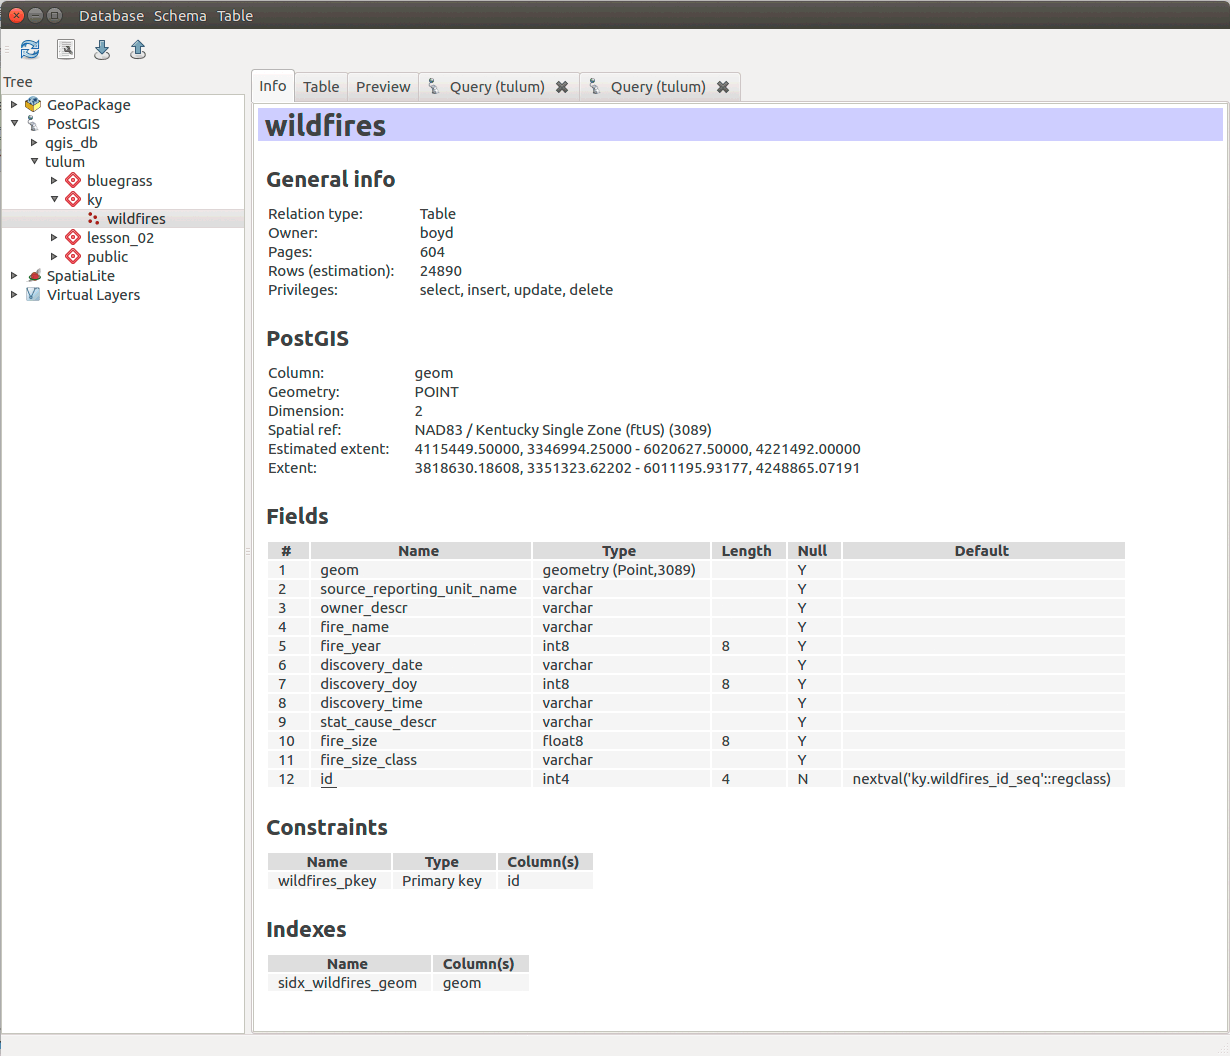 Database Schema Table
Tree
GeoPackage
PostGIS
qgis_db
tulum
bluegrass
ky
wildfires
lesson_02
public
SpatiaLite
Virtual Layers
Info Table Preview Query (tulum) Query (tulum)
wildfires
General info
Relation type: Table
Owner: boyd
Pages: 604
Rows (estimation): 24890
Privileges: select, insert, update, delete
PostGIS
Column: geom
Geometry: POINT
Dimension: 2
Spatial ref: NAD83 / Kentucky Single Zone (ftUS) (3089)
Estimated extent: 4115449.50000, 3346994.25000 - 6020627.50000, 4221492.00000
Extent: 3818630.18608, 3351323.62202 - 6011195.93177, 4248865.07191
Fields
# Name Type Length Null Default
1 geom geometry (Point,3089) Y
2 source_reporting_unit_name varchar Y
3 owner_descr varchar Y
4 fire_name varchar Y
5 fire_year int8 8 Y
6 discovery_date varchar Y
7 discovery_doy int8 8 Y
8 discovery_time varchar Y
9 stat_cause_descr varchar Y
10 fire_size float8 8 Y
11 fire_size_class varchar Y
12 id int4 4 N nextval('ky.wildfires_id_seq'::regclass)
Constraints
Name Type Column(s)
wildfires_pkey Primary key id
Indexes
Name Column(s)
sidx_wildfires_geom geom